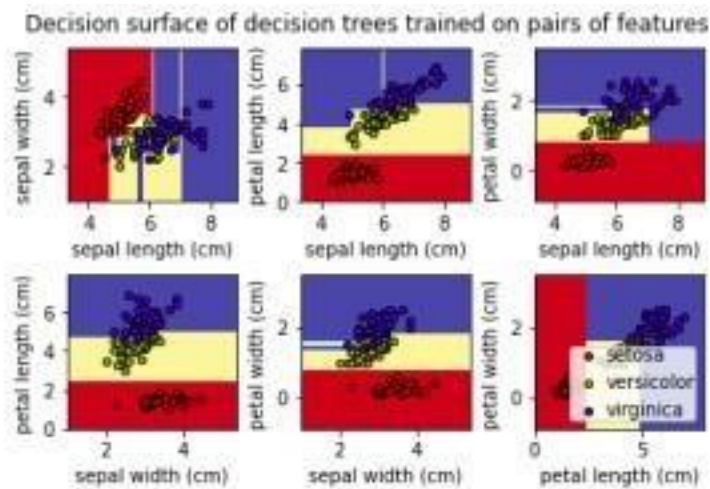 Decision surface of decision trees trained on pairs of features
sepal width (cm)
4
2
4 6 8
sepal length (cm)
petal length (cm)
6
4
2
0
4 6 8
sepal length (cm)
petal width (cm)
2
0
4 6 8
sepal length (cm)
petal length (cm)
6
4
2
0
2 4
sepal width (cm)
petal width (cm)
2
0
2 4
sepal width (cm)
petal width (cm)
2
0
0 5
petal length (cm)
setosa
versicolor
virginica